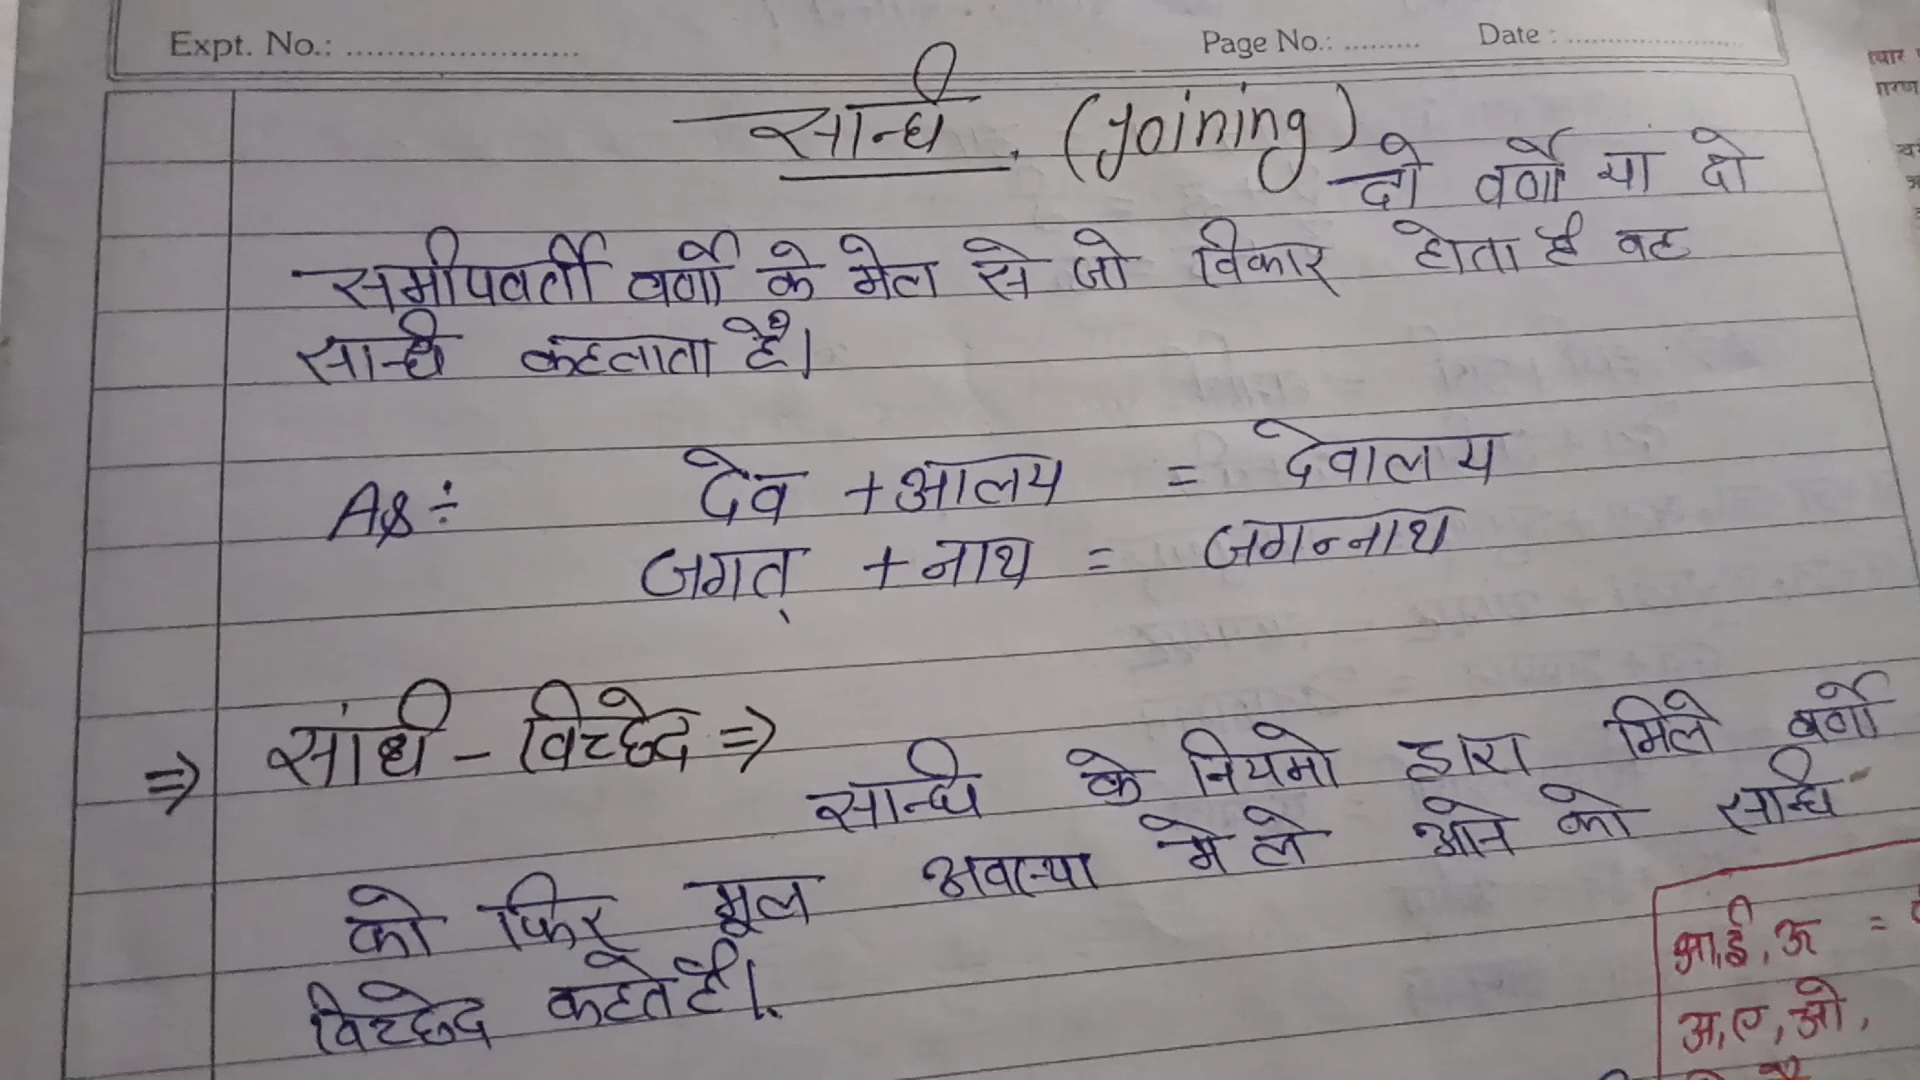 Expt. No.: ............................ Page No.: ......... Date : ......................
सन्धि . (Joining)
दो वर्णो या दो
समीपवर्ती वर्णो के मेल से जो विकार होता है वह
सन्धि कहलाता है।
As ÷ देव + आलय = देवालय
जगत् + नाथ = जगन्नाथ
⇒ संधि - विच्छेद ⇒
सन्धि के नियमो द्वारा मिले वर्णो
को फिर मूल अवस्था मे ले आने को सन्धि
विच्छेद कहते है।
आ, ई, ऊ =
अ, ए, ओ,